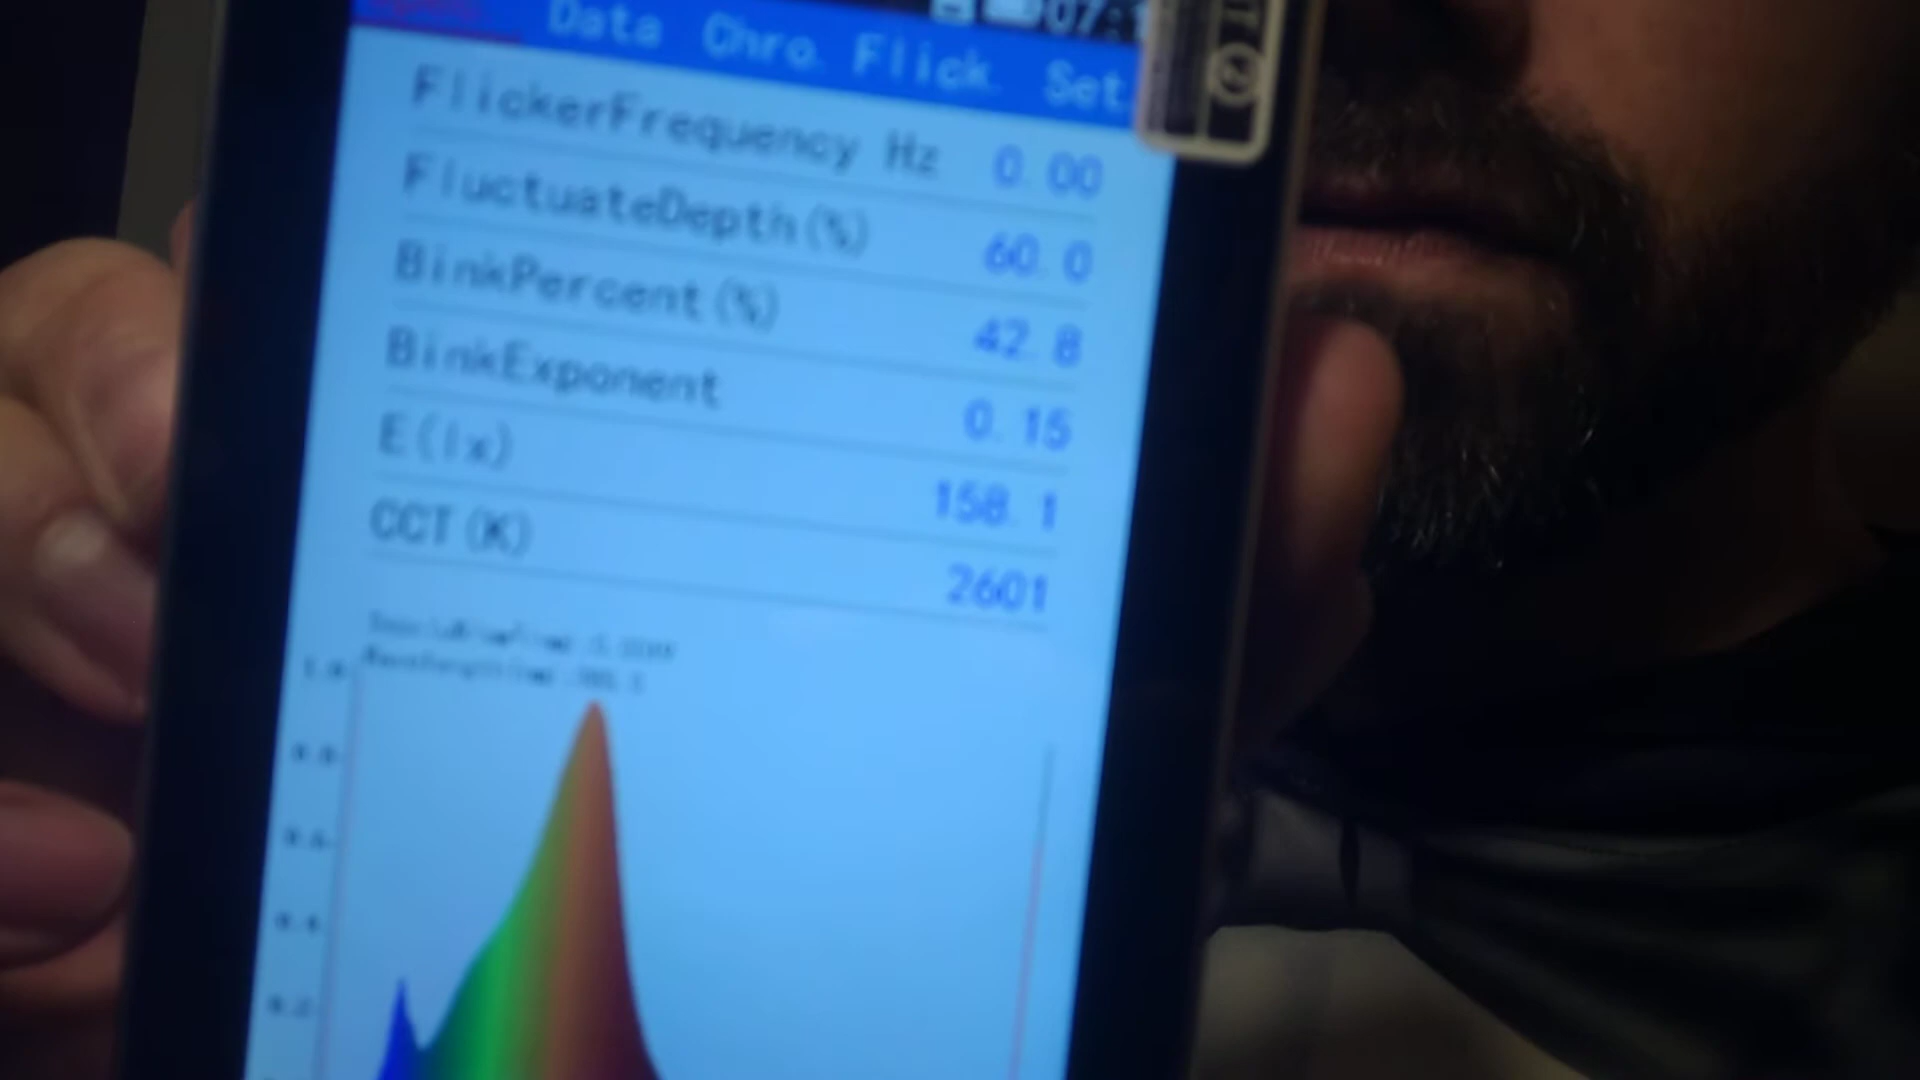 Data Chro. Flick. Set.
FlickerFrequency Hz 0.00
FluctuateDepth(%) 60.0
BinkPercent(%) 42.8
BinkExponent 0.15
E(lx) 158.1
CCT(K) 2601